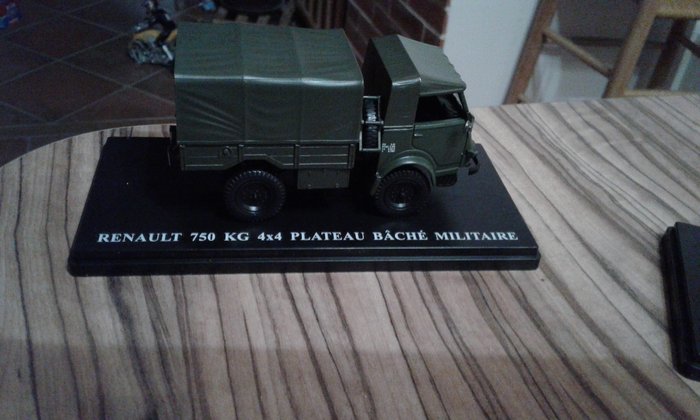 RENAULT 750 KG 4x4 PLATEAU BÂCHÉ MILITAIRE